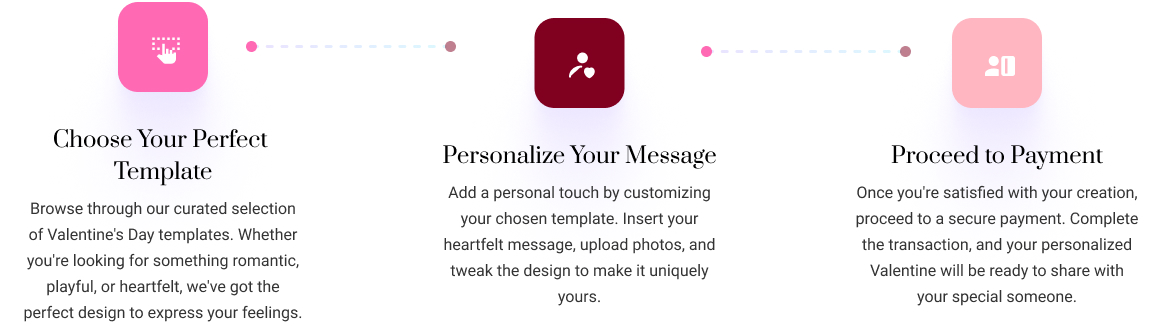 Choose Your Perfect
Template
Browse through our curated selection
of Valentine's Day templates. Whether
you're looking for something romantic,
playful, or heartfelt, we've got the
perfect design to express your feelings.
Personalize Your Message
Add a personal touch by customizing
your chosen template. Insert your
heartfelt message, upload photos, and
tweak the design to make it uniquely
yours.
Proceed to Payment
Once you're satisfied with your creation,
proceed to a secure payment. Complete
the transaction, and your personalized
Valentine will be ready to share with
your special someone.